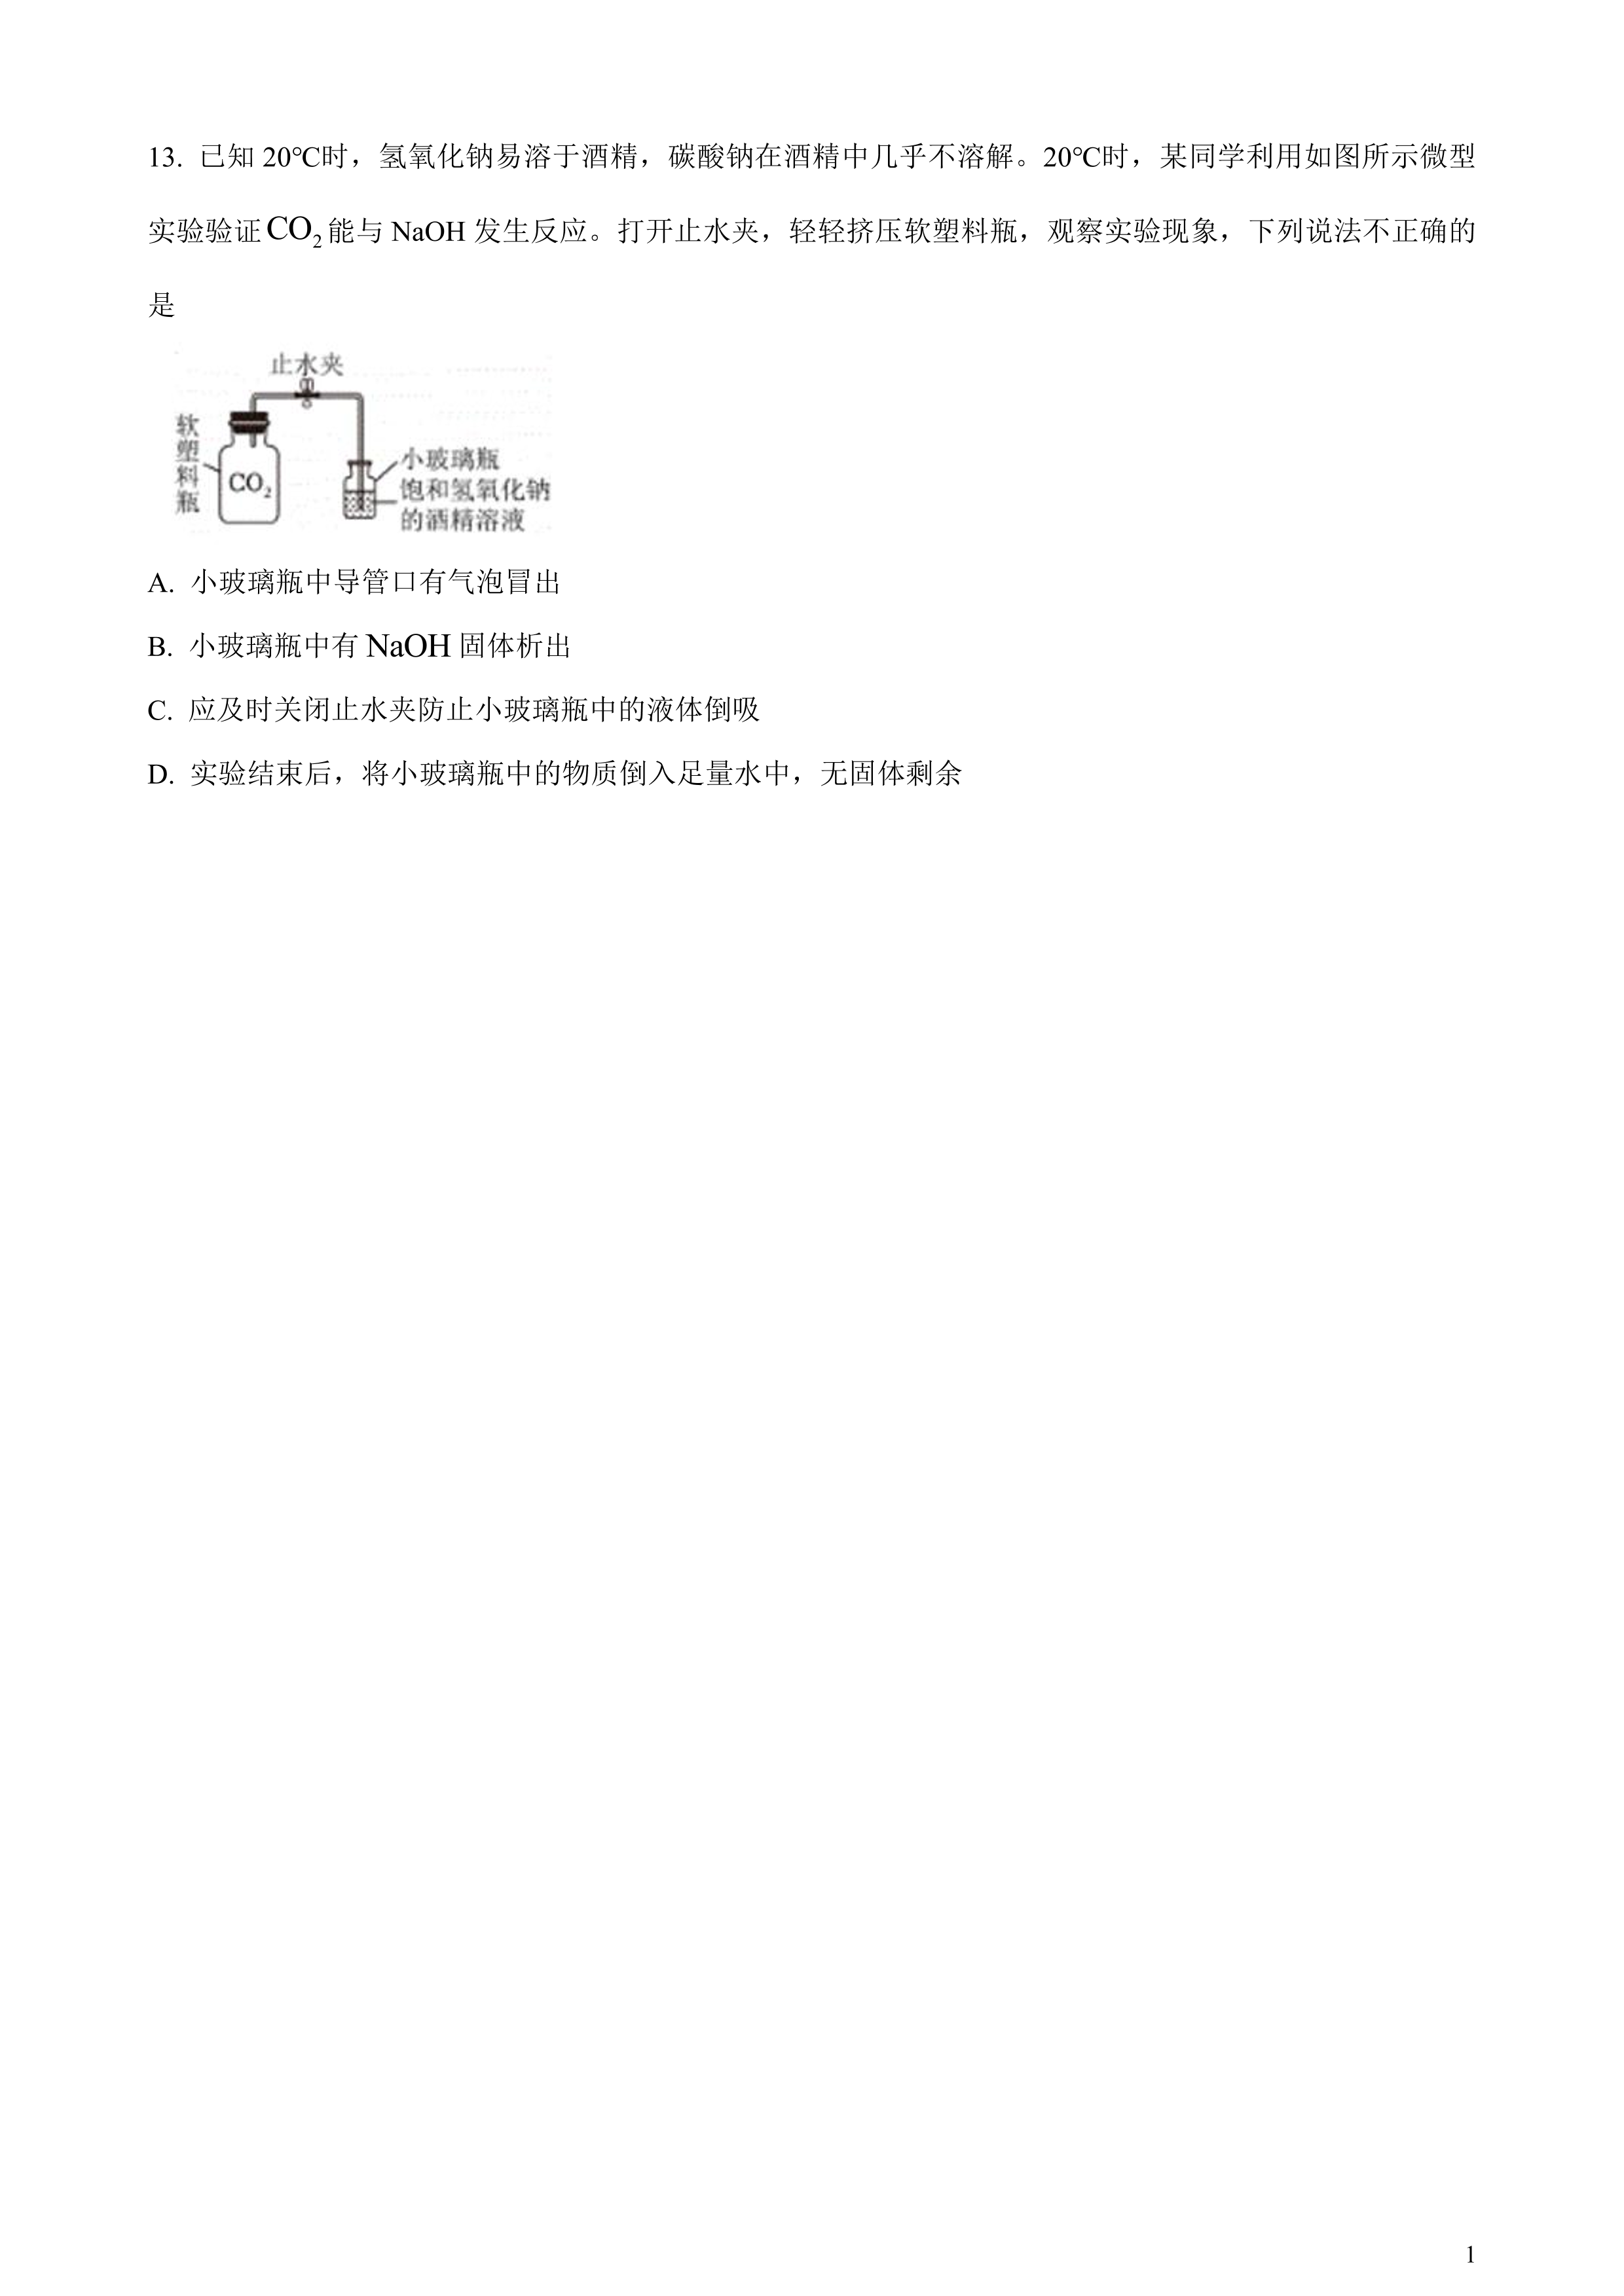 13. 已知 20℃时，氢氧化钠易溶于酒精，碳酸钠在酒精中几乎不溶解。20℃时，某同学利用如图所示微型
实验验证CO₂能与 NaOH 发生反应。打开止水夹，轻轻挤压软塑料瓶，观察实验现象，下列说法不正确的
是
止水夹
软塑料瓶
CO₂
小玻璃瓶
饱和氢氧化钠
的酒精溶液
A. 小玻璃瓶中导管口有气泡冒出
B. 小玻璃瓶中有 NaOH 固体析出
C. 应及时关闭止水夹防止小玻璃瓶中的液体倒吸
D. 实验结束后，将小玻璃瓶中的物质倒入足量水中，无固体剩余
1